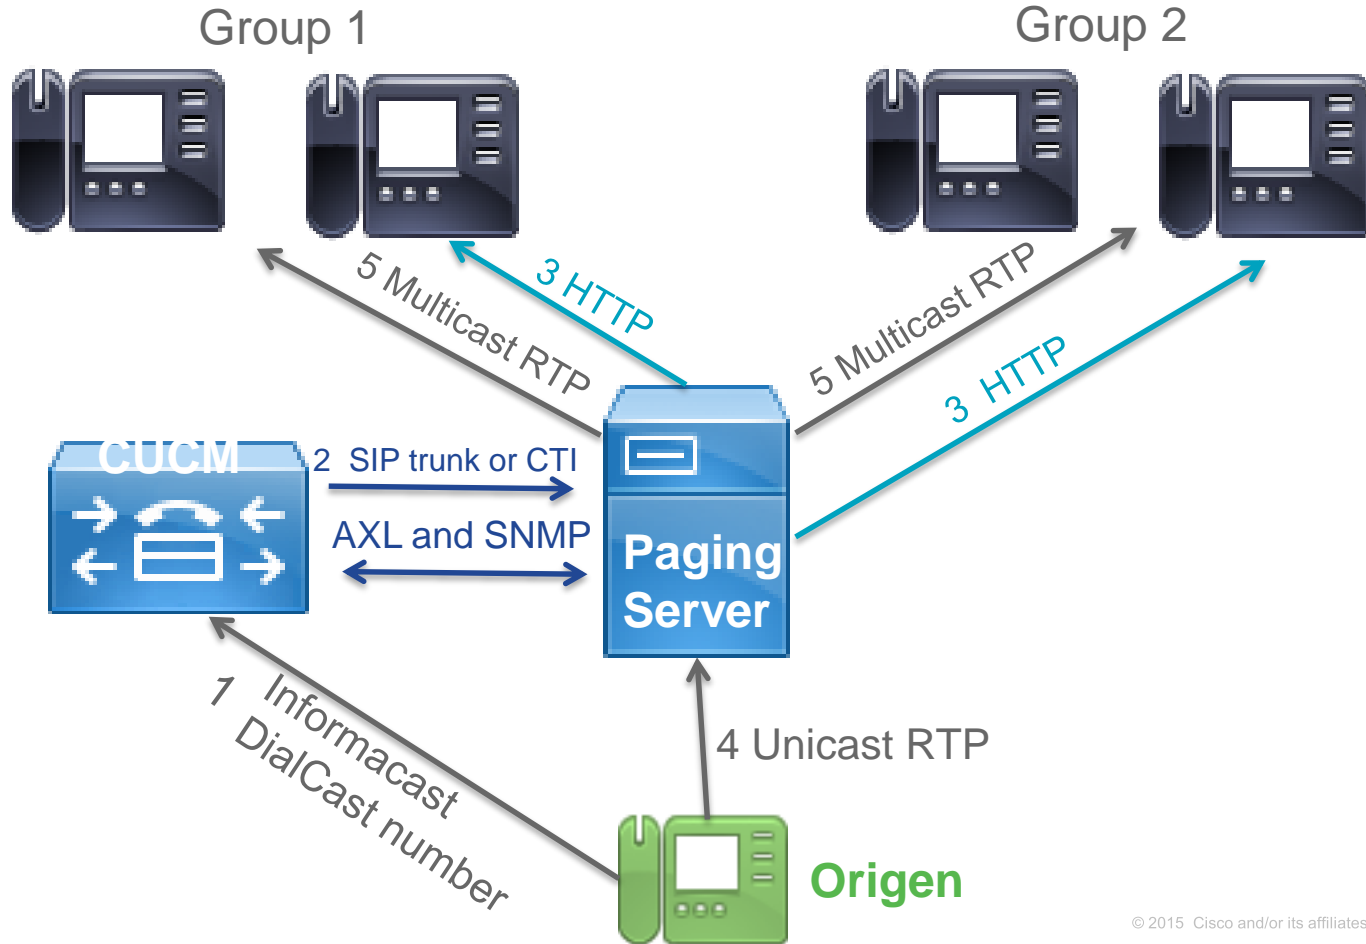 Group 1
Group 2
5 Multicast RTP
3 HTTP
5 Multicast RTP
3 HTTP
CUCM
2 SIP trunk or CTI
AXL and SNMP
Paging
Server
1 Informacast
DialCast number
4 Unicast RTP
Origen
© 2015 Cisco and/or its affiliates